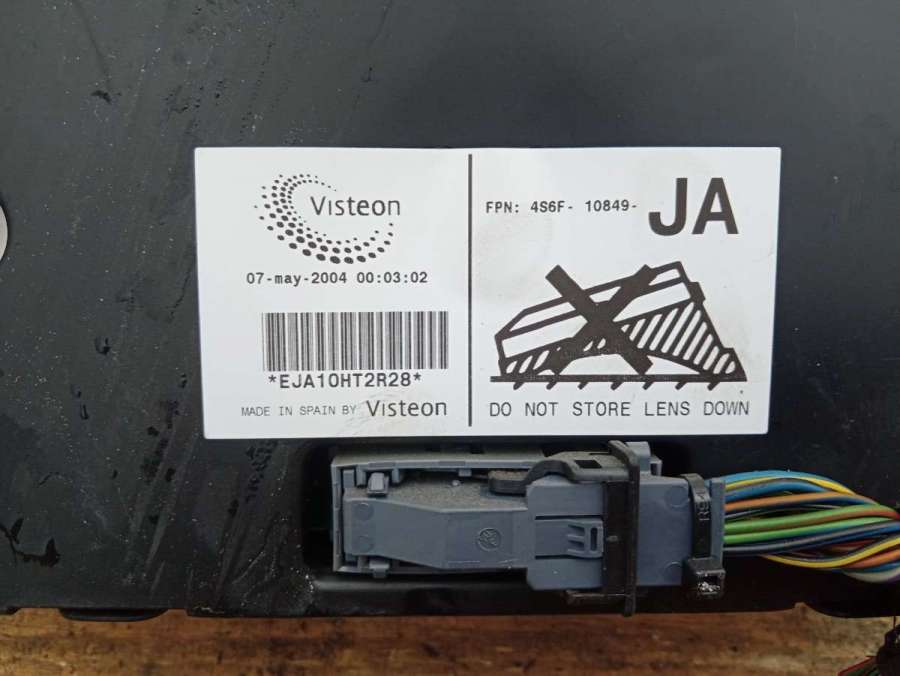 Visteon
07-may-2004 00:03:02
*EJA10HT2R28*
MADE IN SPAIN BY Visteon
FPN: 4S6F- 10849- JA
DO NOT STORE LENS DOWN